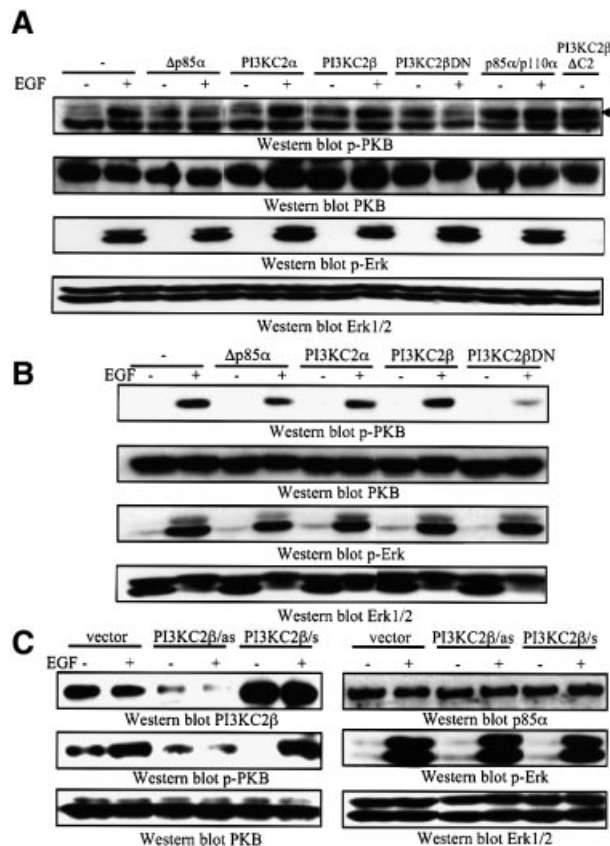 A
- Δp85α PI3KC2α PI3KC2β PI3KC2βDN p85α/p110α PI3KC2β ΔC2
EGF - + - + - + - + - + - + -
Western blot p-PKB
Western blot PKB
Western blot p-Erk
Western blot Erk1/2
B
- Δp85α PI3KC2α PI3KC2β PI3KC2βDN
EGF - + - + - + - + - +
Western blot p-PKB
Western blot PKB
Western blot p-Erk
Western blot Erk1/2
C
vector PI3KC2β/as PI3KC2β/s
EGF - + - + - +
Western blot PI3KC2β
Western blot p-PKB
Western blot PKB
vector PI3KC2β/as PI3KC2β/s
- + - + - +
Western blot p85α
Western blot p-Erk
Western blot Erk1/2